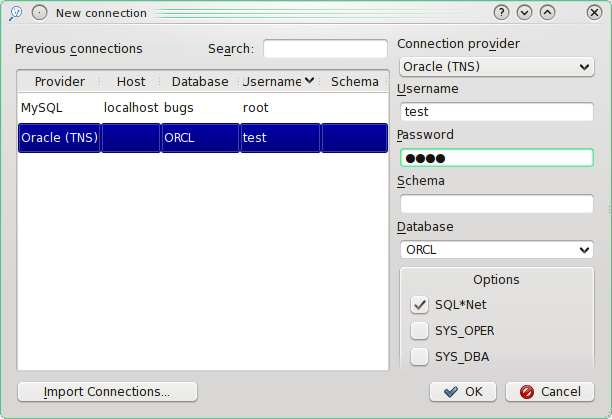 New connection
Previous connections Search:
Provider Host Database Username Schema
MySQL localhost bugs root
Oracle (TNS) ORCL test
Connection provider
Oracle (TNS)
Username
test
Password
●●●●
Schema
Database
ORCL
Options
SQL*Net
SYS_OPER
SYS_DBA
Import Connections... OK Cancel